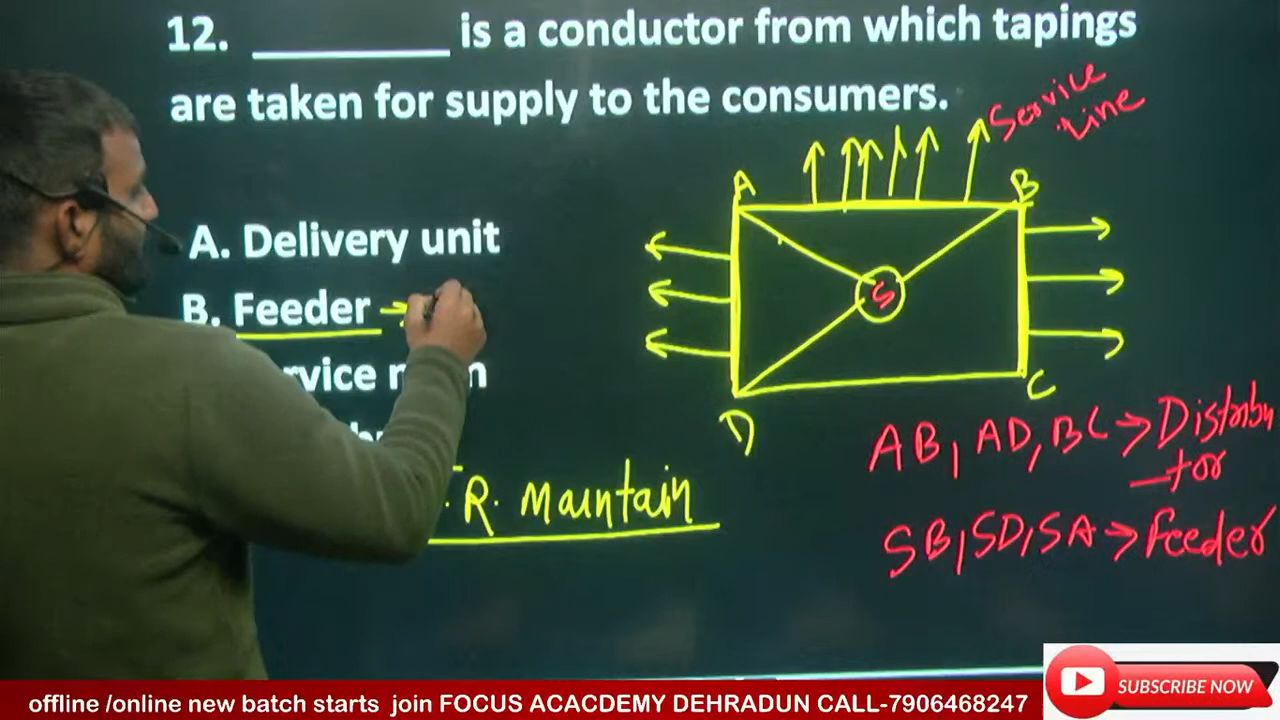 12. __________ is a conductor from which tapings
are taken for supply to the consumers.
Service
Line
A
B
A. Delivery unit
S
B. Feeder →
C
D
AB, AD, BC → Distribu
tor
R. Maintain
SB, SD, SA → Feeder
SUBSCRIBE NOW
offline /online new batch starts join FOCUS ACACDEMY DEHRADUN CALL-7906468247